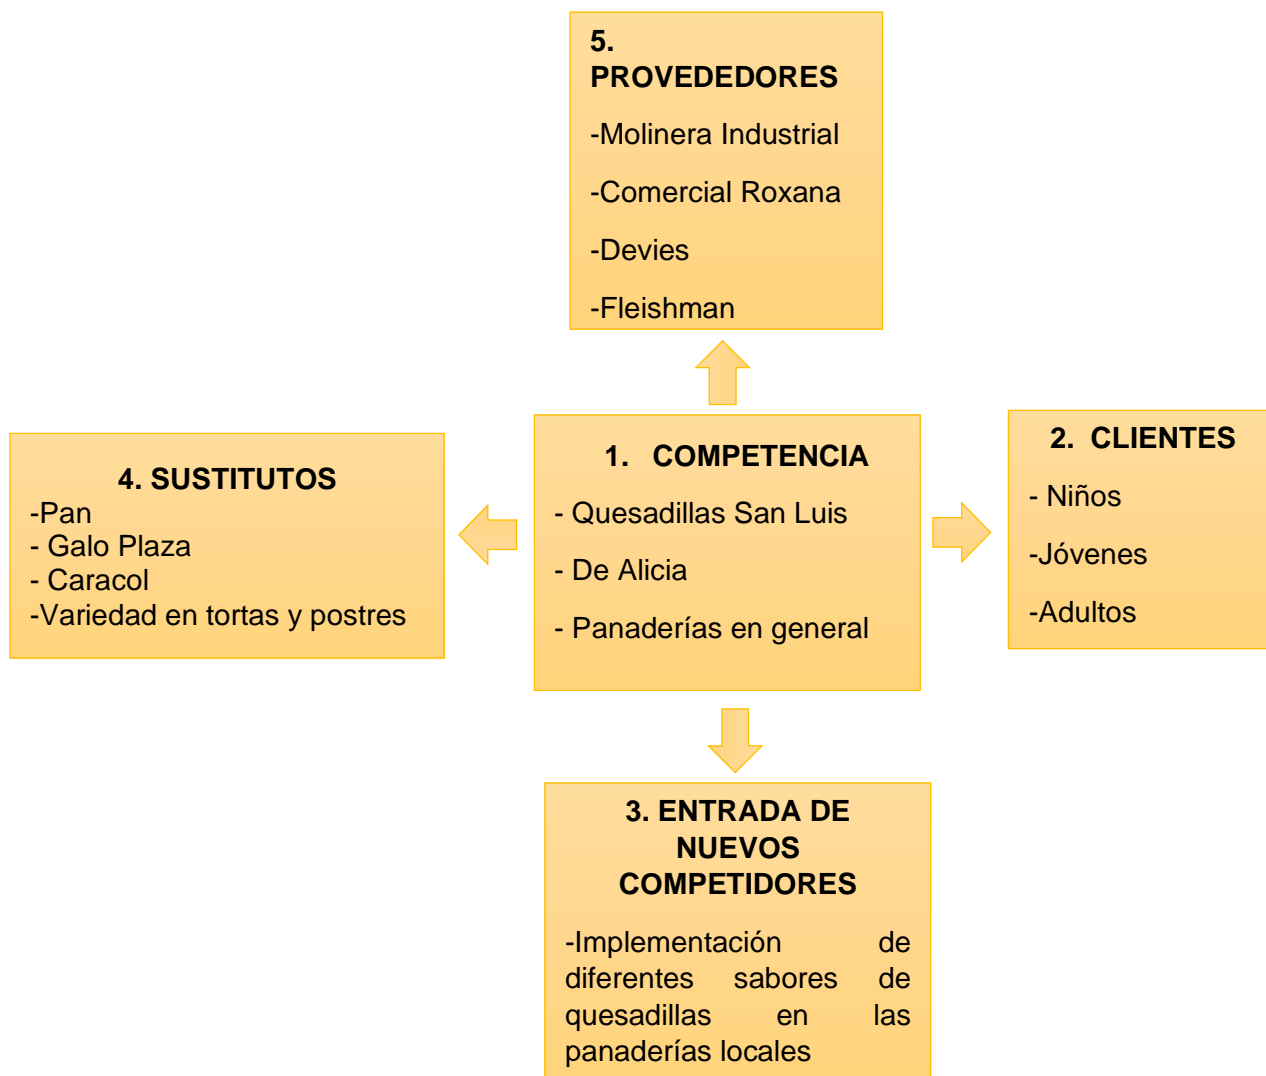 5.
PROVEDEDORES
-Molinera Industrial
-Comercial Roxana
-Devies
-Fleishman
4. SUSTITUTOS
-Pan
- Galo Plaza
- Caracol
-Variedad en tortas y postres
1. COMPETENCIA
- Quesadillas San Luis
- De Alicia
- Panaderías en general
2. CLIENTES
- Niños
-Jóvenes
-Adultos
3. ENTRADA DE
NUEVOS
COMPETIDORES
-Implementación de
diferentes sabores de
quesadillas en las
panaderías locales